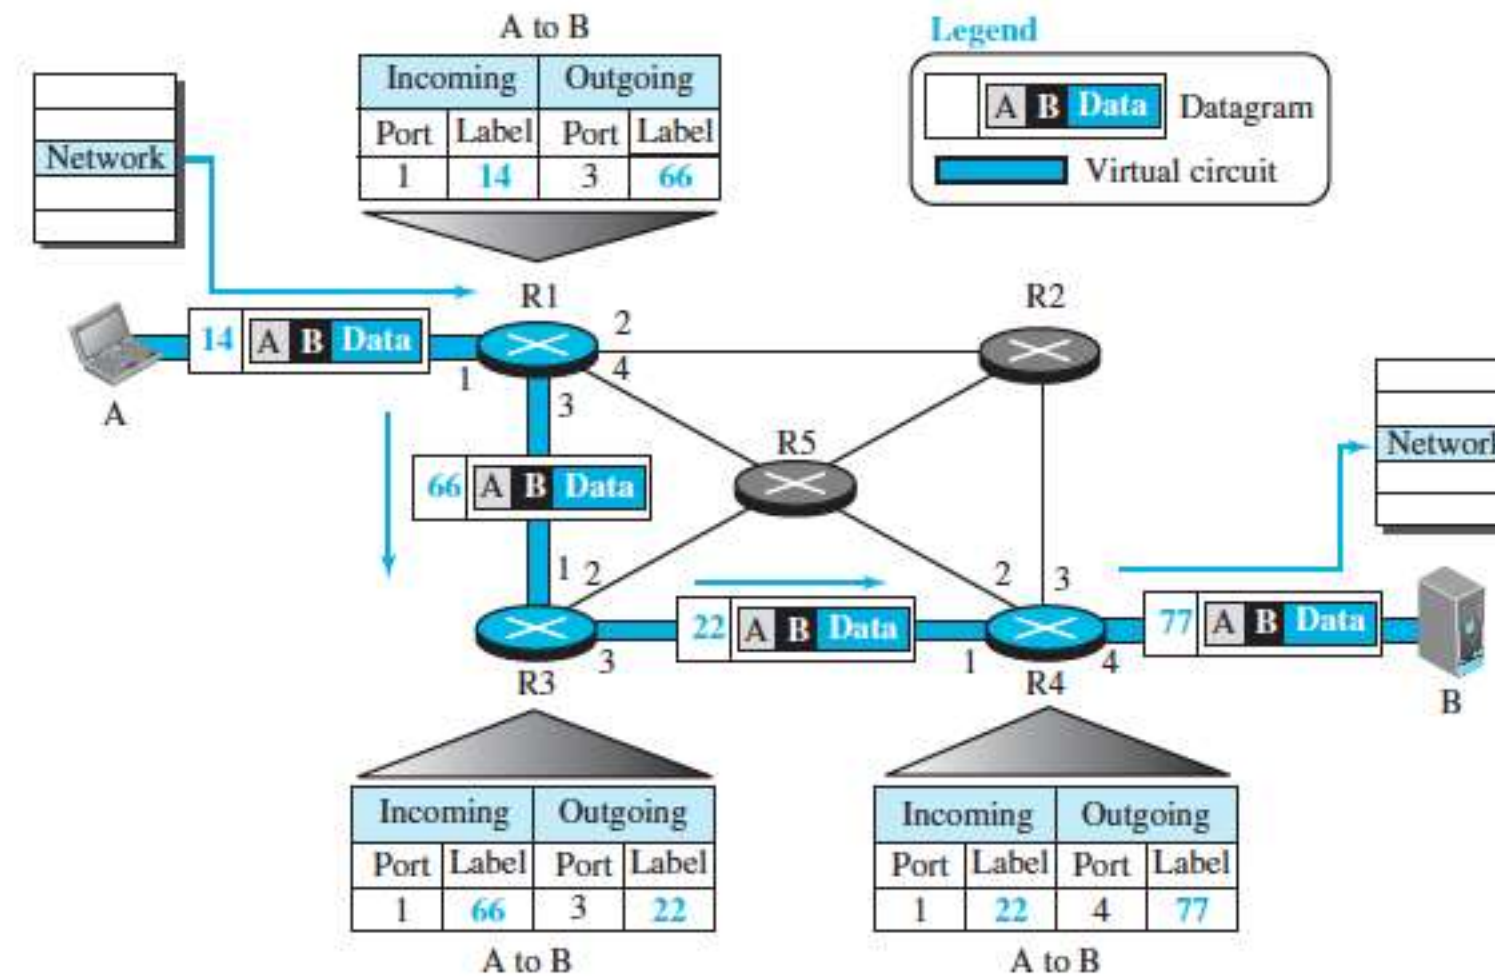 A to B
Incoming Outgoing
Port Label Port Label
1 14 3 66
Legend
A B Data Datagram
Virtual circuit
Network
R1
R2
14 A B Data
A
1
2
4
3
66 A B Data
R5
Network
1 2
3
R3
22 A B Data
2 3
1
4
R4
77 A B Data
B
Incoming Outgoing
Port Label Port Label
1 66 3 22
A to B
Incoming Outgoing
Port Label Port Label
1 22 4 77
A to B